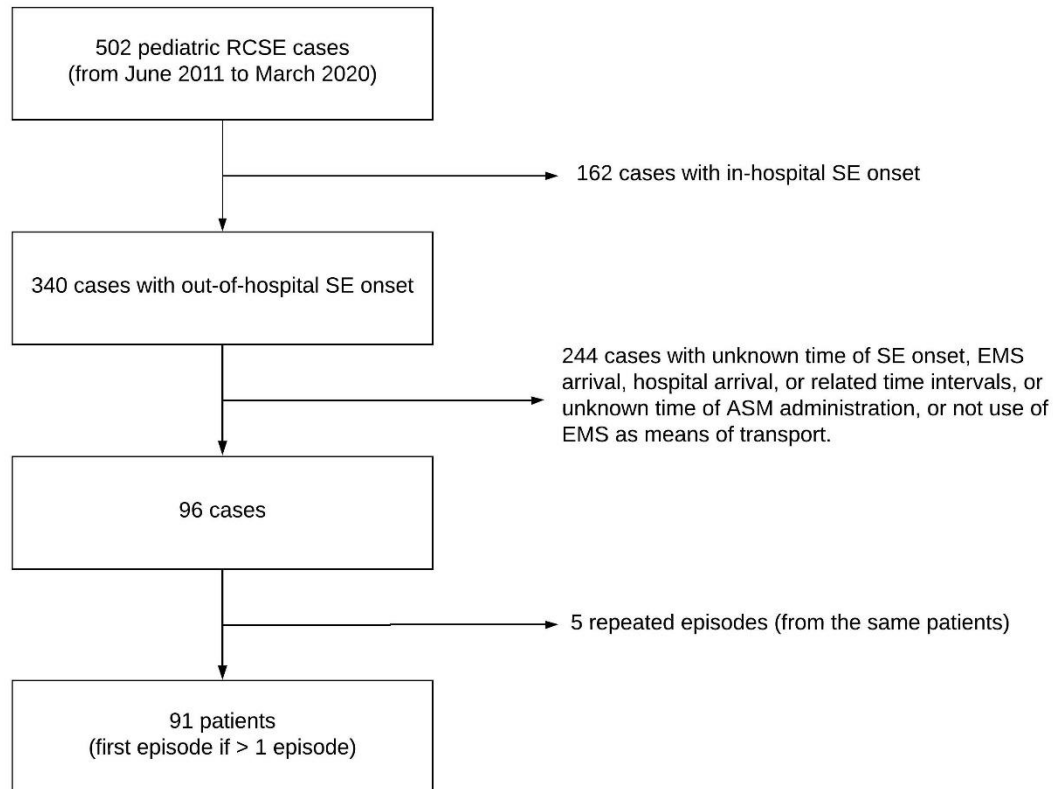 502 pediatric RCSE cases
(from June 2011 to March 2020)
162 cases with in-hospital SE onset
340 cases with out-of-hospital SE onset
244 cases with unknown time of SE onset, EMS
arrival, hospital arrival, or related time intervals, or
unknown time of ASM administration, or not use of
EMS as means of transport.
96 cases
5 repeated episodes (from the same patients)
91 patients
(first episode if > 1 episode)